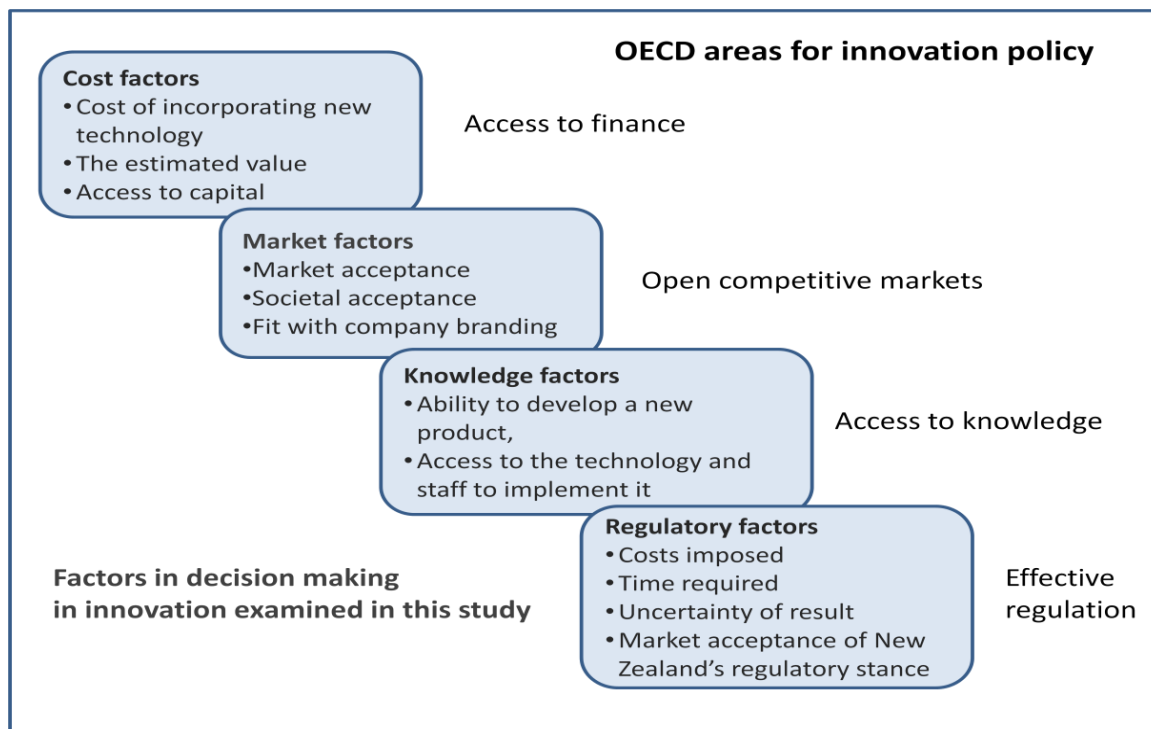 OECD areas for innovation policy
Cost factors
• Cost of incorporating new
technology
• The estimated value
• Access to capital
Access to finance
Market factors
•Market acceptance
•Societal acceptance
•Fit with company branding
Open competitive markets
Knowledge factors
• Ability to develop a new
product,
• Access to the technology and
staff to implement it
Access to knowledge
Regulatory factors
• Costs imposed
• Time required
• Uncertainty of result
• Market acceptance of New
Zealand’s regulatory stance
Effective
regulation
Factors in decision making
in innovation examined in this study